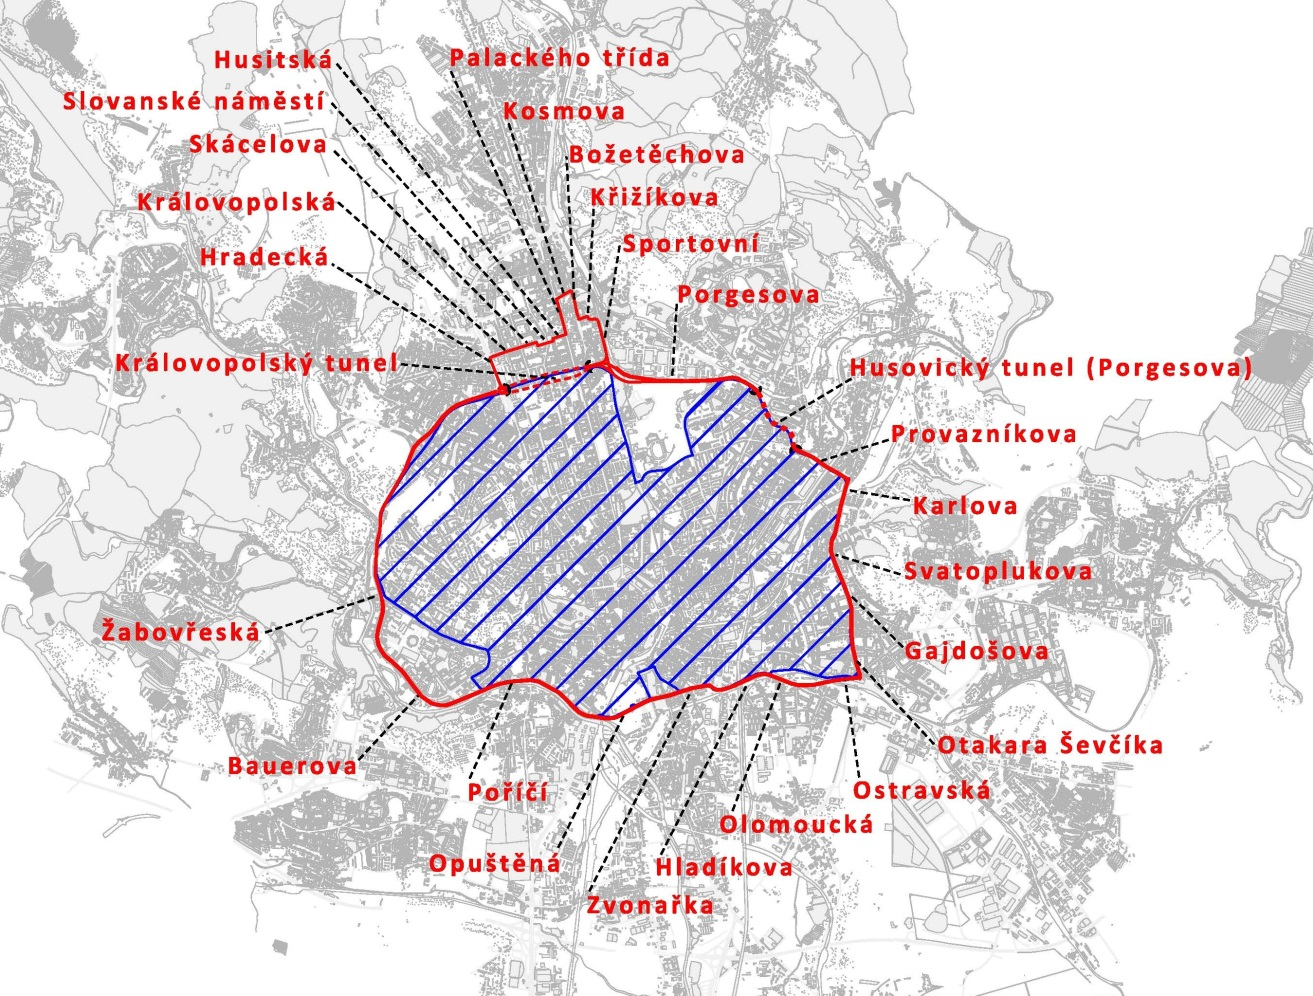 Husitská
Palackého třída
Slovanské náměstí
Kosmova
Skácelova
Božetěchova
Královopolská
Křižíkova
Hradecká
Sportovní
Porgesova
Královopolský tunel
Husovický tunel (Porgesova)
Provazníkova
Karlova
Svatoplukova
Žabovřeská
Gajdošova
Otakara Ševčíka
Bauerova
Poříčí
Ostravská
Olomoucká
Opuštěná
Hladíkova
Zvonařka